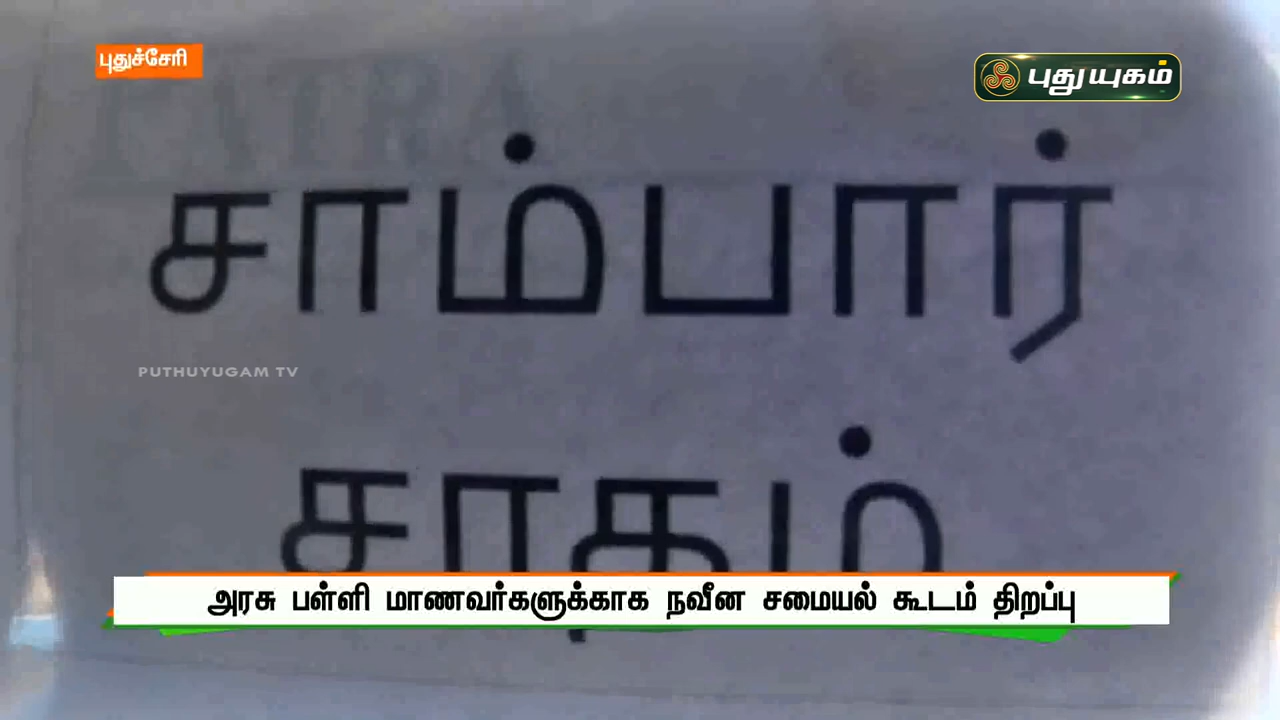 புதுச்சேரி
புதுயுகம்
சாம்பார்
PUTHUYUGAM TV
அரசு பள்ளி மாணவர்களுக்காக நவீன சமையல் கூடம் திறப்பு